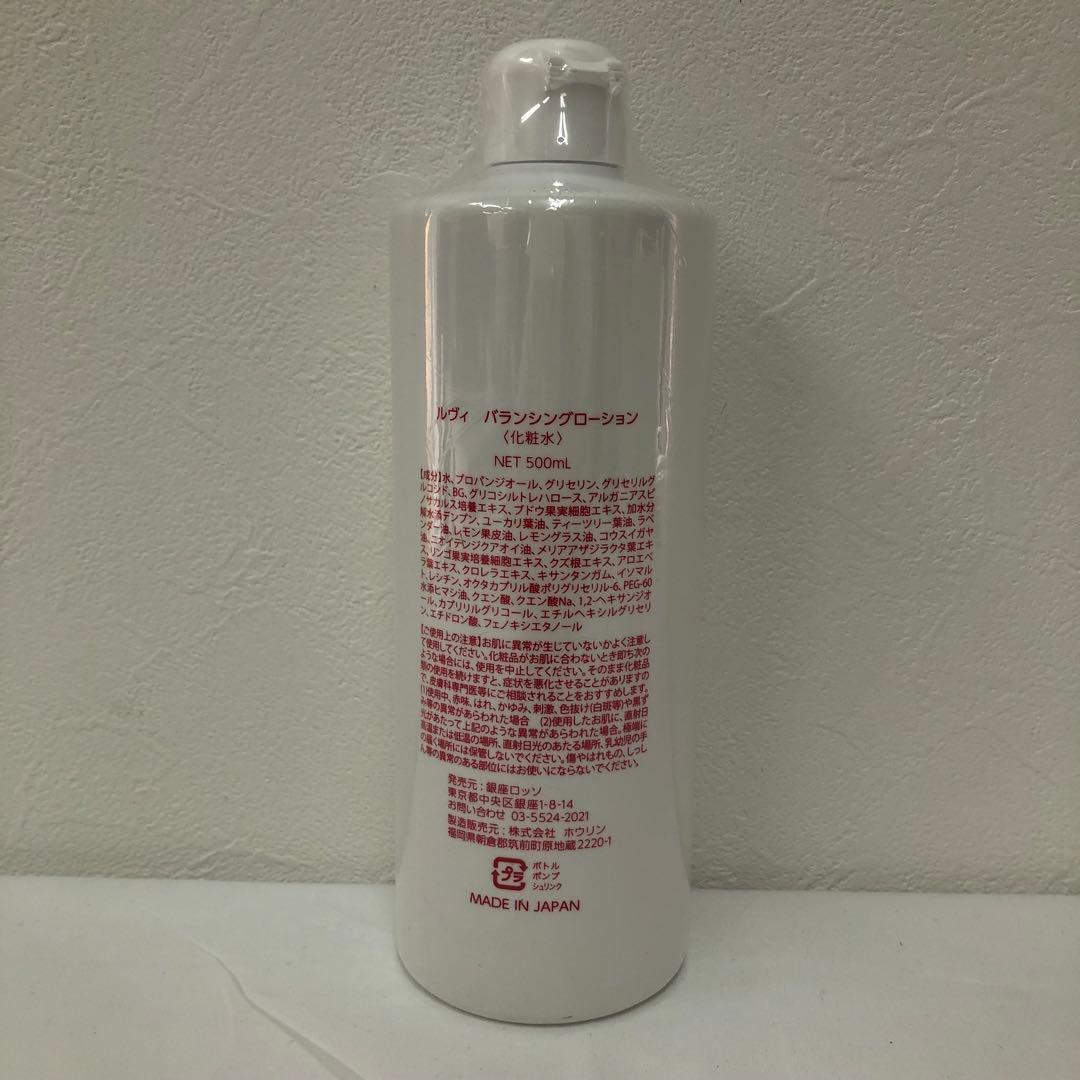 ルヴィ バランシングローション
〈化粧水〉
NET 500mL
【成分】水、プロパンジオール、グリセリン、グリセリルグ
ルコシド、BG、グリコシルトレハロース、アルガニアスピ
ノサカルス培養エキス、ブドウ果実細胞エキス、加水分
解水添デンプン、ユーカリ葉油、ティーツリー葉油、ラベ
ンダー油、レモン果皮油、レモングラス油、コウスイガヤ
油、ニオイテンジクアオイ油、メリアアザジラクタ葉エキ
ス、リンゴ果実培養細胞エキス、クズ根エキス、アロエベ
ラ葉エキス、クロレラエキス、キサンタンガム、イソマル
ト、レシチン、オクタカプリル酸ポリグリセリル-6、PEG-60
水添ヒマシ油、クエン酸、クエン酸Na、1,2-ヘキサンジオ
ール、カプリリルグリコール、エチルヘキシルグリセリ
ン、エチドロン酸、フェノキシエタノール
【ご使用上の注意】お肌に異常が生じていないかよく注意し
て使用してください。化粧品がお肌に合わないとき即ち次の
ような場合には、使用を中止してください。そのまま化粧品
類の使用を続けますと、症状を悪化させることがありますの
で、皮膚科専門医等にご相談されることをおすすめします。
(1)使用中、赤味、はれ、かゆみ、刺激、色抜け(白斑等)や黒ず
み等の異常があらわれた場合 (2)使用したお肌に、直射日
光があたって上記のような異常があらわれた場合。極端に
高温または低温の場所、直射日光のあたる場所、乳幼児の手
の届く場所には保管しないでください。傷やはれもの、しっし
ん等の異常のある部位にはお使いにならないでください。
発売元：銀座ロッソ
東京都中央区銀座1-8-14
お問い合わせ 03-5524-2021
製造販売元：株式会社 ホウリン
福岡県朝倉郡筑前町原地蔵2220-1
プラ
ボトル
ポンプ
シュリンク
MADE IN JAPAN